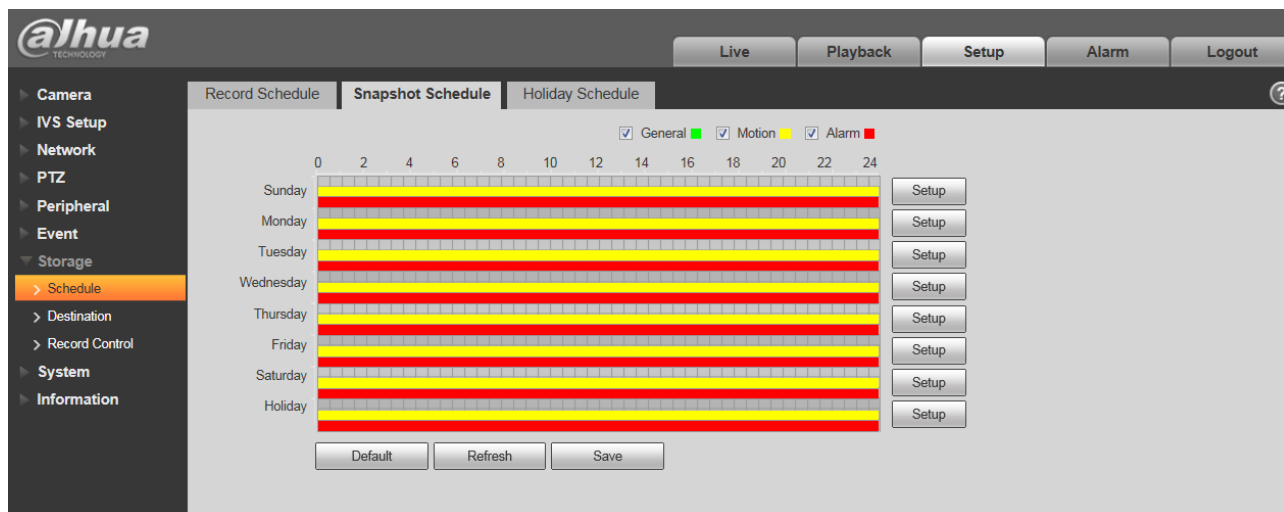 alhua
TECHNOLOGY
Live Playback Setup Alarm Logout
Camera
IVS Setup
Network
PTZ
Peripheral
Event
Storage
Schedule
Destination
Record Control
System
Information
Record Schedule Snapshot Schedule Holiday Schedule
?
General Motion Alarm
0 2 4 6 8 10 12 14 16 18 20 22 24
Sunday Setup
Monday Setup
Tuesday Setup
Wednesday Setup
Thursday Setup
Friday Setup
Saturday Setup
Holiday Setup
Default Refresh Save